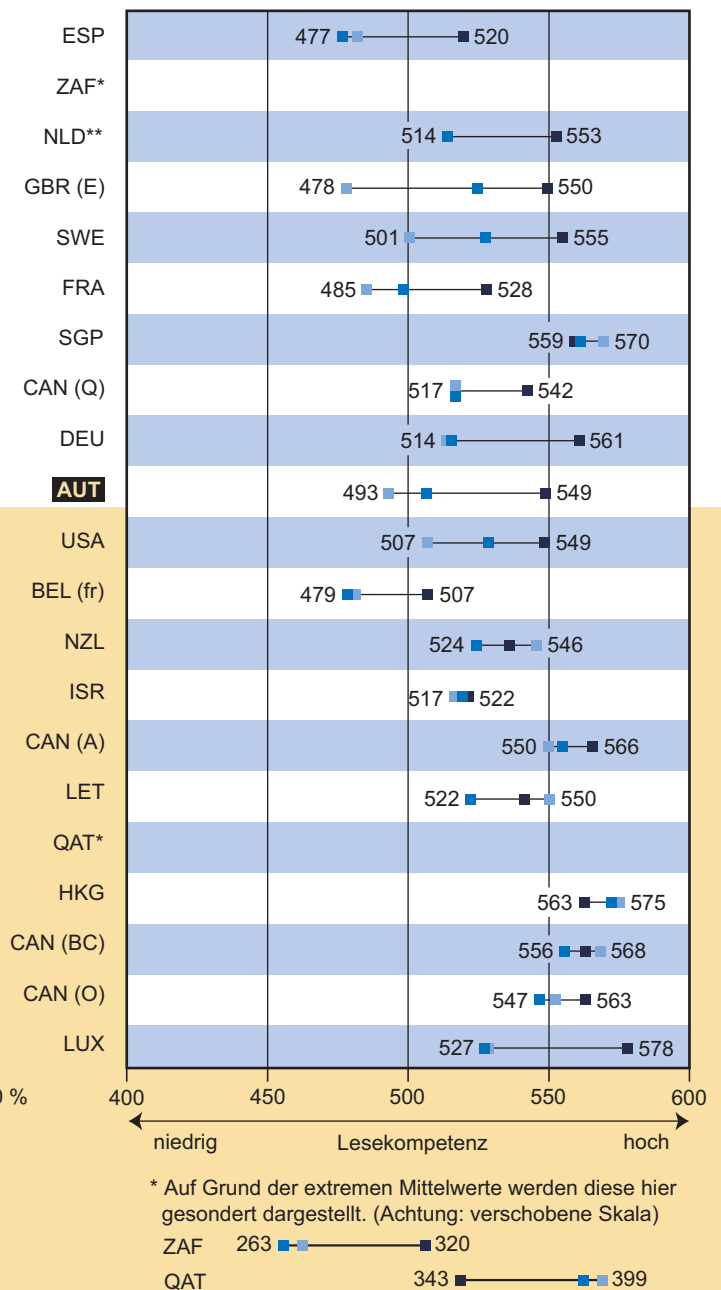 ESP 477 520
ZAF*
NLD** 514 553
GBR (E) 478 550
SWE 501 555
FRA 485 528
SGP 559 570
CAN (Q) 517 542
DEU 514 561
AUT 493 549
USA 507 549
BEL (fr) 479 507
NZL 524 546
ISR 517 522
CAN (A) 550 566
LET 522 550
QAT*
HKG 563 575
CAN (BC) 556 568
CAN (O) 547 563
LUX 527 578
0 % 400 450 500 550 600
niedrig Lesekompetenz hoch
* Auf Grund der extremen Mittelwerte werden diese hier
gesondert dargestellt. (Achtung: verschobene Skala)
ZAF 263 320
QAT 343 399